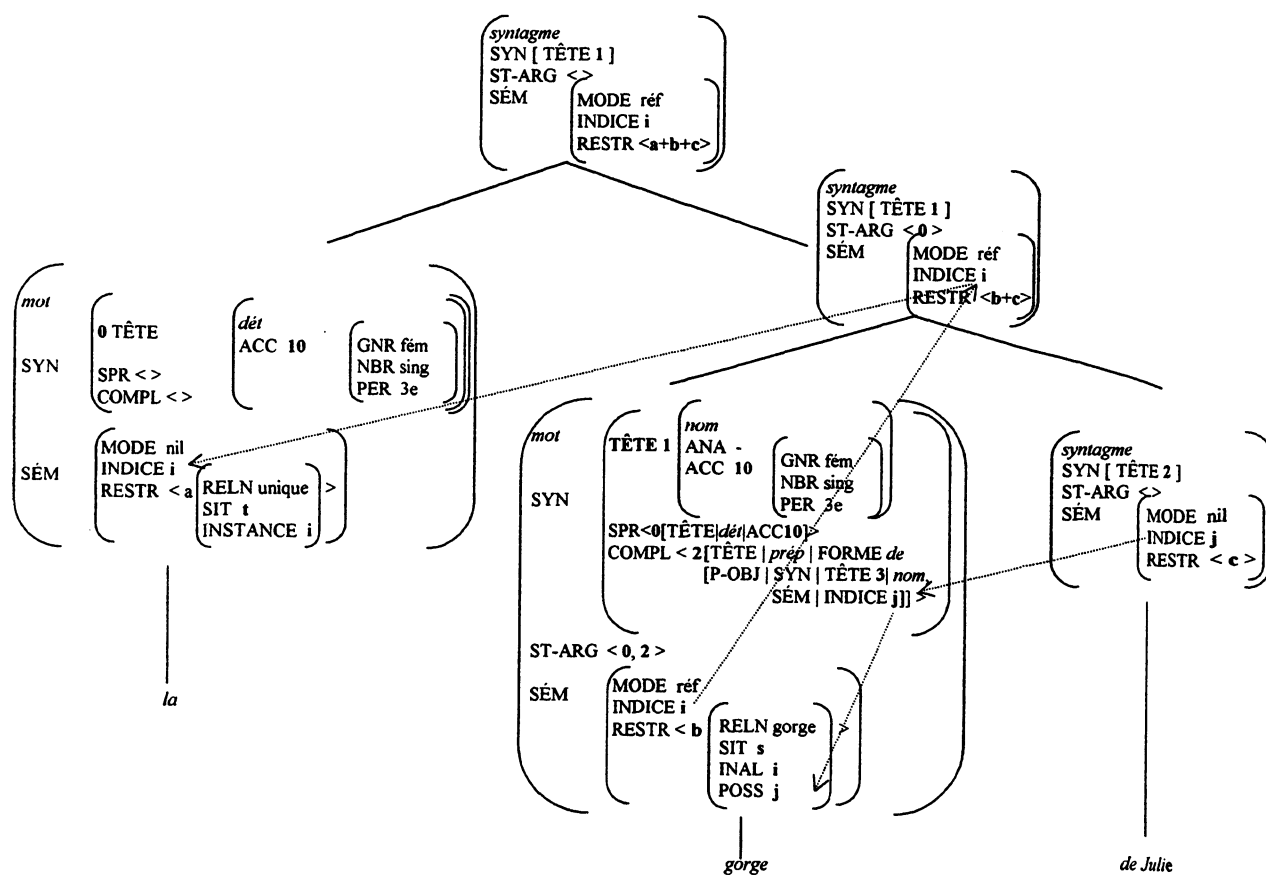 syntagme
SYN [ TÊTE 1 ]
ST-ARG < >
SÉM
MODE réf
INDICE i
RESTR <a+b+c>
syntagme
SYN [ TÊTE 1 ]
ST-ARG < 0 >
SÉM
MODE réf
INDICE i
RESTR <b+c>
mot
SYN
0 TÊTE
dét
ACC 10
GNR fém
NBR sing
PER 3e
SPR < >
COMPL < >
SÉM
MODE nil
INDICE i
RESTR < a
RELN unique
SIT t
INSTANCE i
>
la
mot
SYN
TÊTE 1
nom
ANA -
ACC 10
GNR fém
NBR sing
PER 3e
SPR<0[TÊTE|dét|ACC10]>
COMPL < 2[TÊTE | prép | FORME de
[P-OBJ | SYN | TÊTE 3| nom,
SÉM | INDICE j]] >
ST-ARG < 0, 2 >
SÉM
MODE réf
INDICE i
RESTR < b
RELN gorge
SIT s
INAL i
POSS j
>
gorge
syntagme
SYN [ TÊTE 2 ]
ST-ARG < >
SÉM
MODE nil
INDICE j
RESTR < c >
de Julie